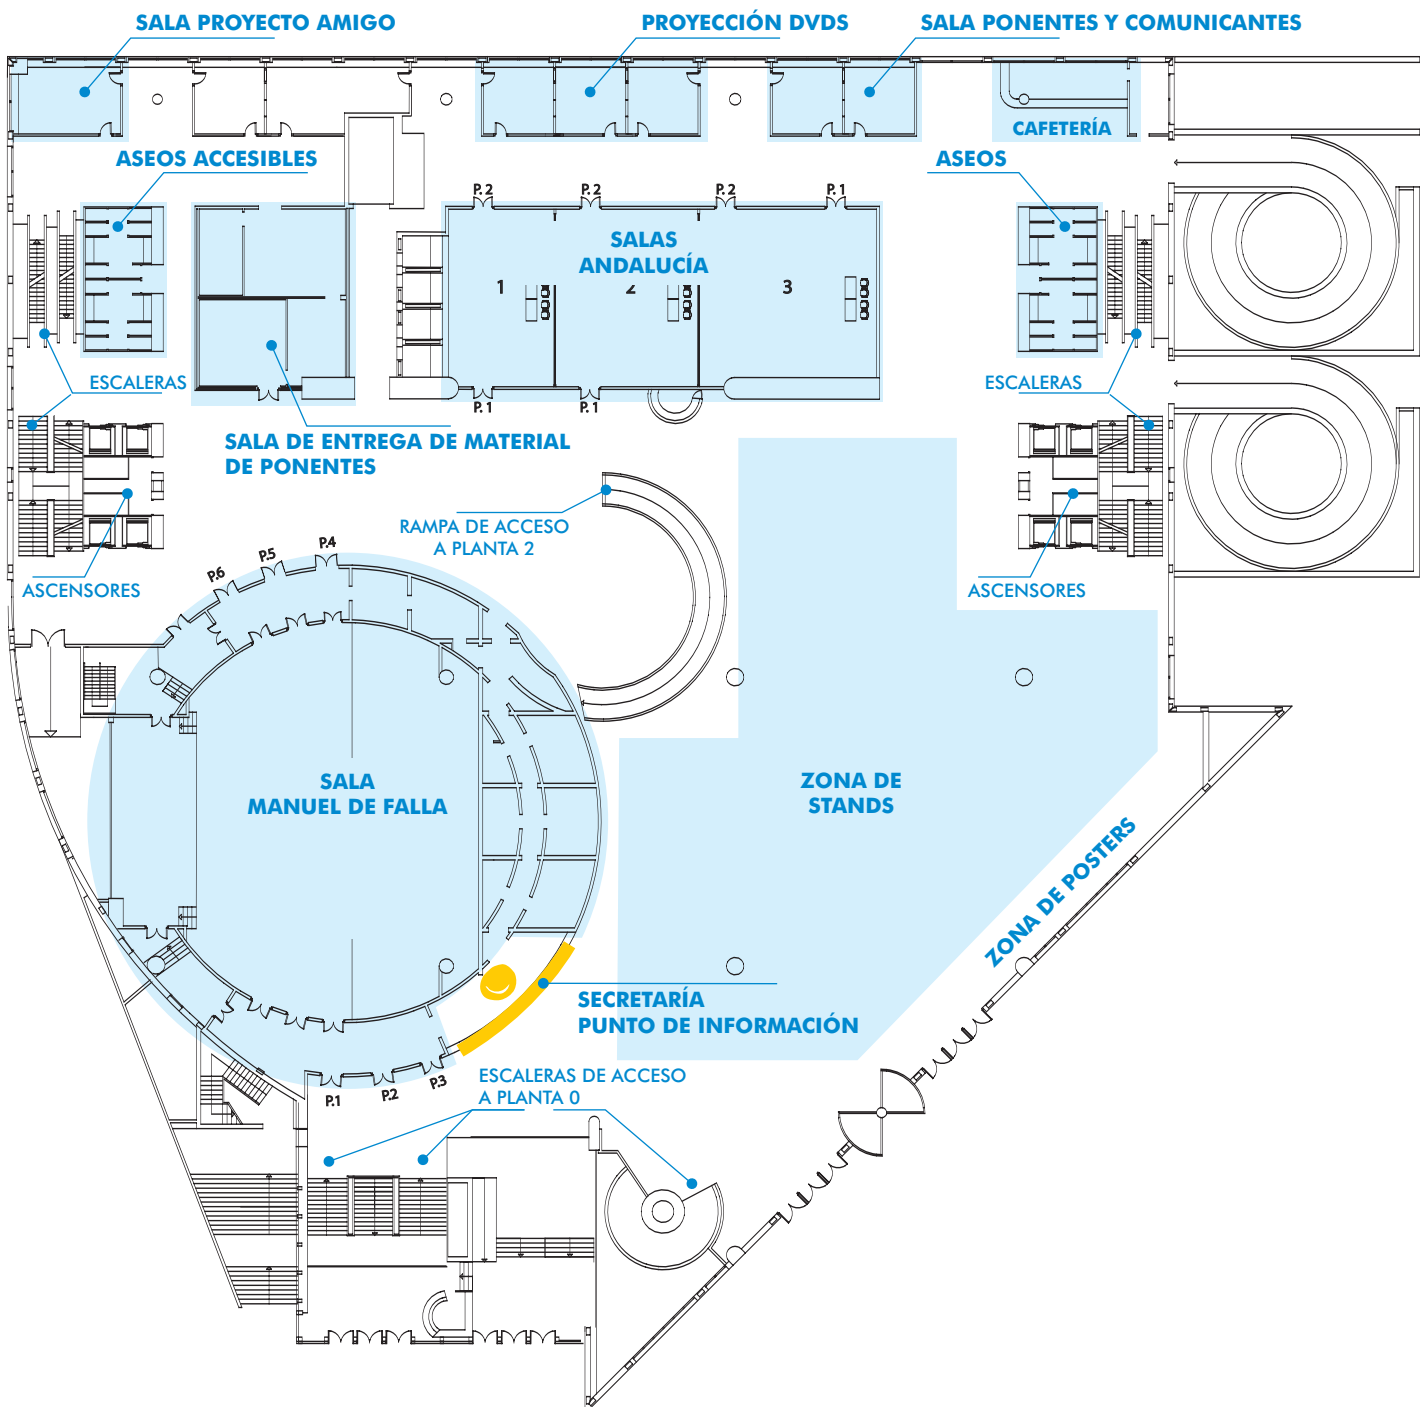 SALA PROYECTO AMIGO
PROYECCIÓN DVDS
SALA PONENTES Y COMUNICANTES
CAFETERÍA
ASEOS ACCESIBLES
ASEOS
P. 2
P. 2
P. 2
P. 1
SALAS
ANDALUCÍA
1
2
3
ESCALERAS
ESCALERAS
P. 1
P. 1
SALA DE ENTREGA DE MATERIAL
DE PONENTES
RAMPA DE ACCESO
A PLANTA 2
ASCENSORES
ASCENSORES
P.6
P.5
P.4
SALA
MANUEL DE FALLA
ZONA DE
STANDS
ZONA DE POSTERS
SECRETARÍA
PUNTO DE INFORMACIÓN
ESCALERAS DE ACCESO
A PLANTA 0
P.1
P.2
P.3